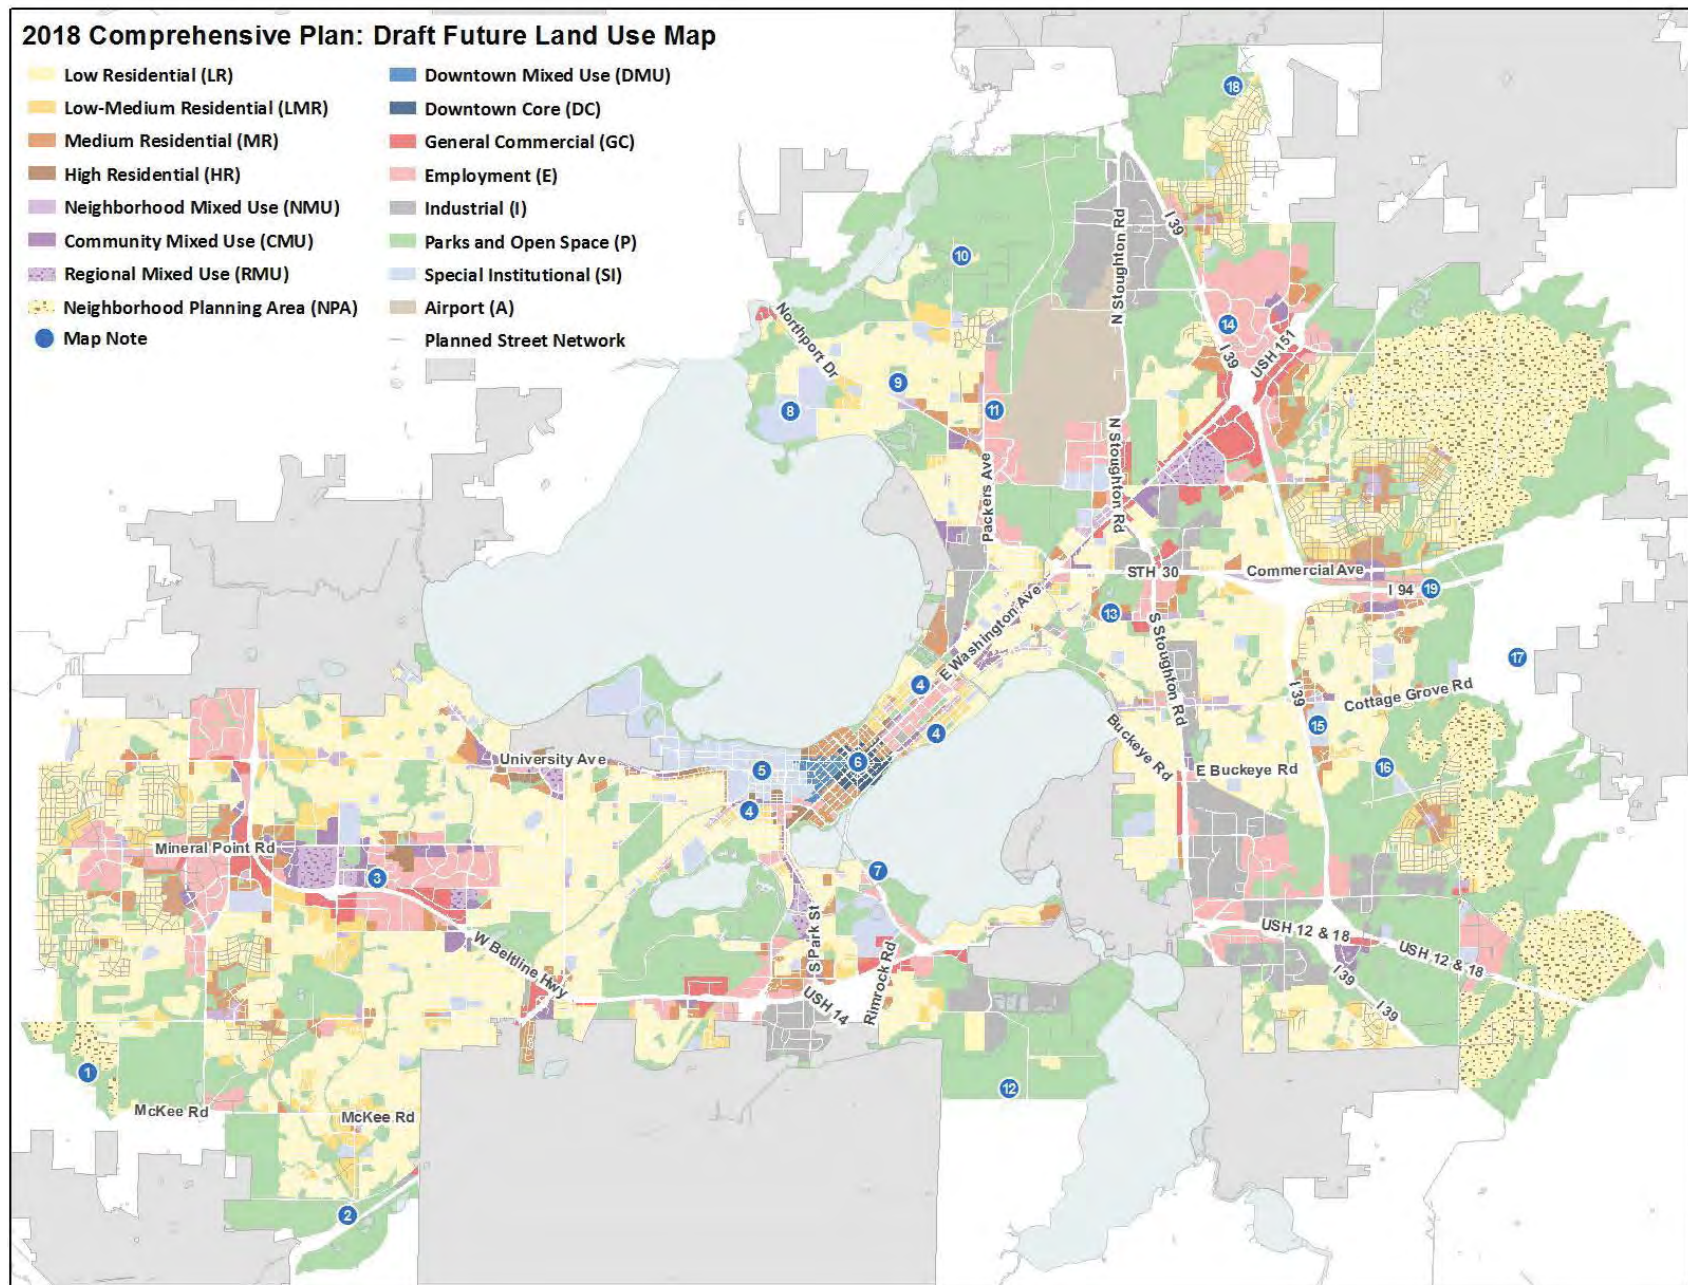 2018 Comprehensive Plan: Draft Future Land Use Map
Low Residential (LR)
Low-Medium Residential (LMR)
Medium Residential (MR)
High Residential (HR)
Neighborhood Mixed Use (NMU)
Community Mixed Use (CMU)
Regional Mixed Use (RMU)
Neighborhood Planning Area (NPA)
Map Note
Downtown Mixed Use (DMU)
Downtown Core (DC)
General Commercial (GC)
Employment (E)
Industrial (I)
Parks and Open Space (P)
Special Institutional (SI)
Airport (A)
Planned Street Network
18
I 39
N Stoughton Rd
10
Northport Dr
14
I 39
USH 151
9
8
11
N Stoughton Rd
Packers Ave
STH 30
Commercial Ave
I 94
19
13
E Washington Ave
S Stoughton Rd
17
4
I 39
Cottage Grove Rd
15
4
Buckeye Rd
University Ave
5
6
E Buckeye Rd
16
4
Mineral Point Rd
3
7
W Beltline Hwy
S Park St
Rimrock Rd
USH 14
USH 12 & 18
USH 12 & 18
I 39
I 39
1
12
McKee Rd
McKee Rd
2